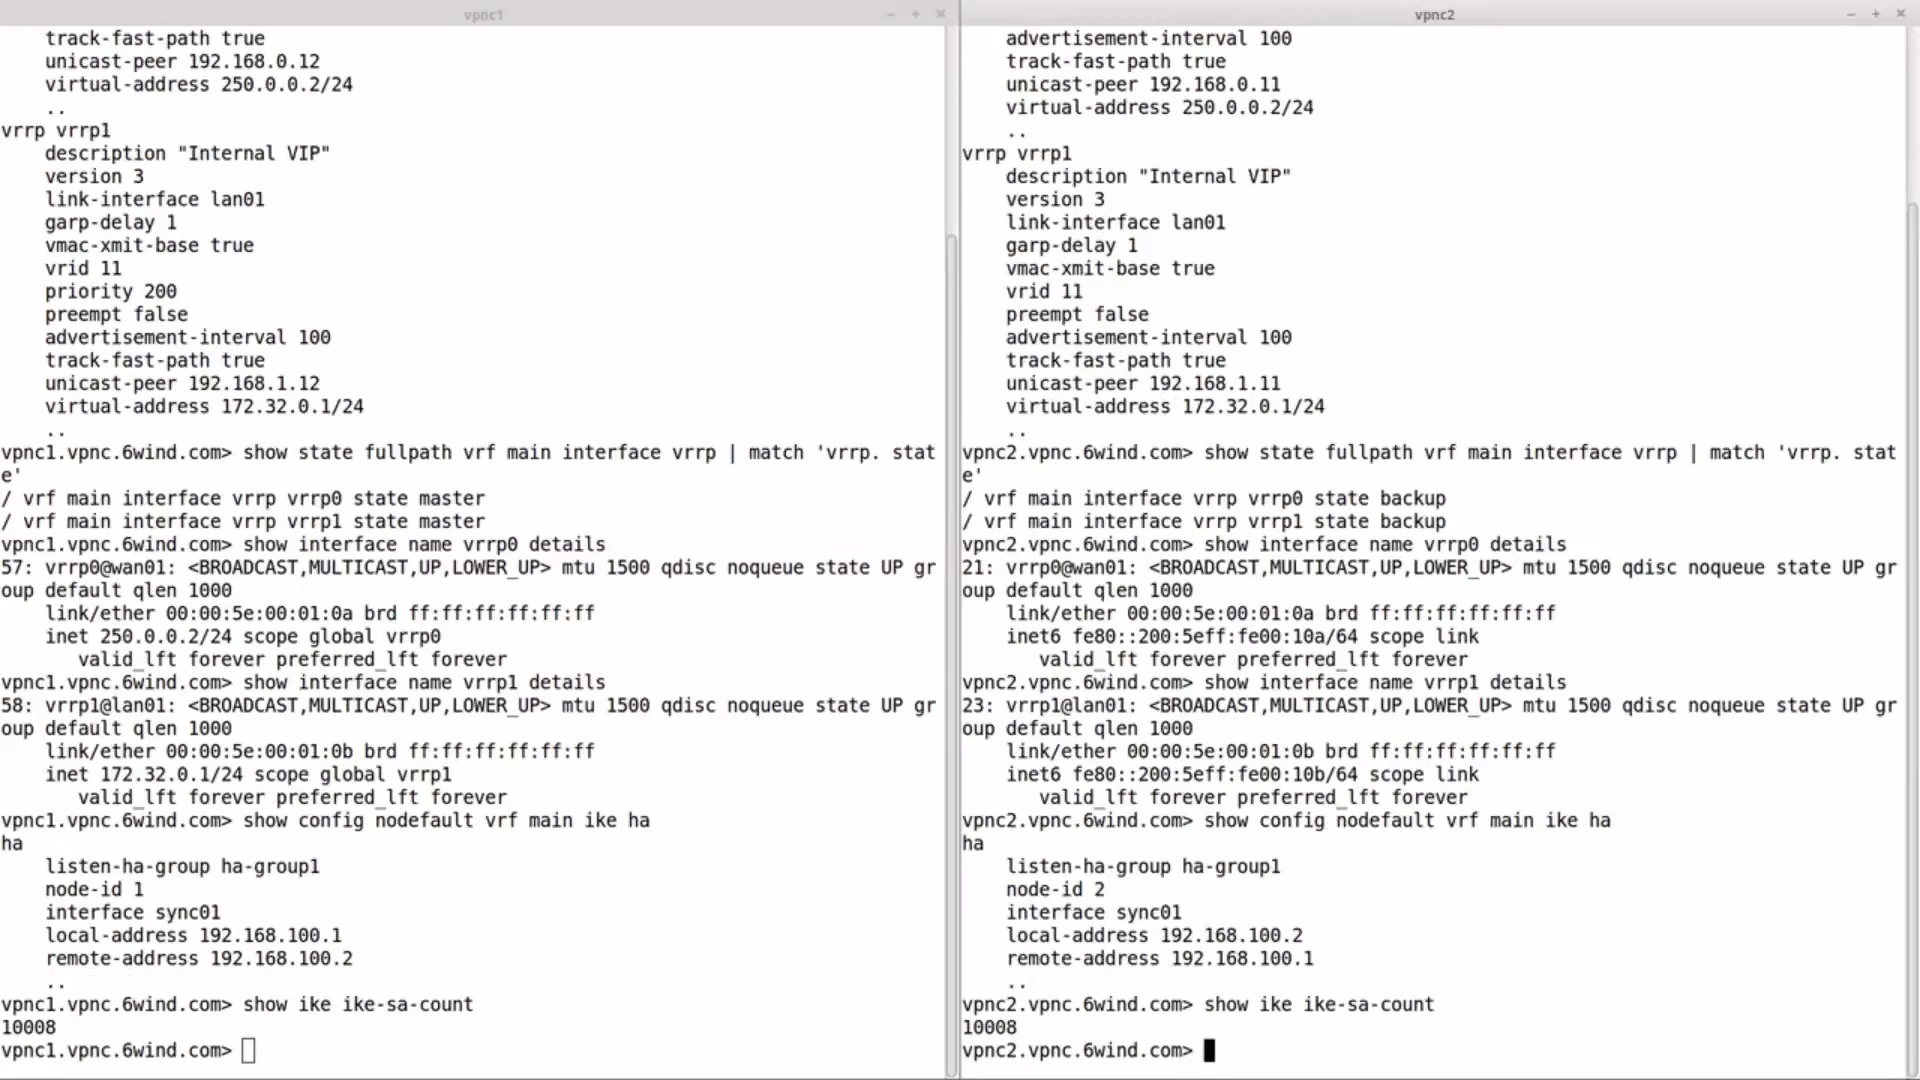 vpnc1
track-fast-path true
unicast-peer 192.168.0.12
virtual-address 250.0.0.2/24
..
vrrp vrrp1
description "Internal VIP"
version 3
link-interface lan01
garp-delay 1
vmac-xmit-base true
vrid 11
priority 200
preempt false
advertisement-interval 100
track-fast-path true
unicast-peer 192.168.1.12
virtual-address 172.32.0.1/24
..
vpnc1.vpnc.6wind.com> show state fullpath vrf main interface vrrp | match 'vrrp. stat
e'
/ vrf main interface vrrp vrrp0 state master
/ vrf main interface vrrp vrrp1 state master
vpnc1.vpnc.6wind.com> show interface name vrrp0 details
57: vrrp0@wan01: <BROADCAST,MULTICAST,UP,LOWER_UP> mtu 1500 qdisc noqueue state UP gr
oup default qlen 1000
link/ether 00:00:5e:00:01:0a brd ff:ff:ff:ff:ff:ff
inet 250.0.0.2/24 scope global vrrp0
valid_lft forever preferred_lft forever
vpnc1.vpnc.6wind.com> show interface name vrrp1 details
58: vrrp1@lan01: <BROADCAST,MULTICAST,UP,LOWER_UP> mtu 1500 qdisc noqueue state UP gr
oup default qlen 1000
link/ether 00:00:5e:00:01:0b brd ff:ff:ff:ff:ff:ff
inet 172.32.0.1/24 scope global vrrp1
valid_lft forever preferred_lft forever
vpnc1.vpnc.6wind.com> show config nodefault vrf main ike ha
ha
listen-ha-group ha-group1
node-id 1
interface sync01
local-address 192.168.100.1
remote-address 192.168.100.2
..
vpnc1.vpnc.6wind.com> show ike ike-sa-count
10008
vpnc1.vpnc.6wind.com>
vpnc2
advertisement-interval 100
track-fast-path true
unicast-peer 192.168.0.11
virtual-address 250.0.0.2/24
..
vrrp vrrp1
description "Internal VIP"
version 3
link-interface lan01
garp-delay 1
vmac-xmit-base true
vrid 11
preempt false
advertisement-interval 100
track-fast-path true
unicast-peer 192.168.1.11
virtual-address 172.32.0.1/24
..
vpnc2.vpnc.6wind.com> show state fullpath vrf main interface vrrp | match 'vrrp. stat
e'
/ vrf main interface vrrp vrrp0 state backup
/ vrf main interface vrrp vrrp1 state backup
vpnc2.vpnc.6wind.com> show interface name vrrp0 details
21: vrrp0@wan01: <BROADCAST,MULTICAST,UP,LOWER_UP> mtu 1500 qdisc noqueue state UP gr
oup default qlen 1000
link/ether 00:00:5e:00:01:0a brd ff:ff:ff:ff:ff:ff
inet6 fe80::200:5eff:fe00:10a/64 scope link
valid_lft forever preferred_lft forever
vpnc2.vpnc.6wind.com> show interface name vrrp1 details
23: vrrp1@lan01: <BROADCAST,MULTICAST,UP,LOWER_UP> mtu 1500 qdisc noqueue state UP gr
oup default qlen 1000
link/ether 00:00:5e:00:01:0b brd ff:ff:ff:ff:ff:ff
inet6 fe80::200:5eff:fe00:10b/64 scope link
valid_lft forever preferred_lft forever
vpnc2.vpnc.6wind.com> show config nodefault vrf main ike ha
ha
listen-ha-group ha-group1
node-id 2
interface sync01
local-address 192.168.100.2
remote-address 192.168.100.1
..
vpnc2.vpnc.6wind.com> show ike ike-sa-count
10008
vpnc2.vpnc.6wind.com>